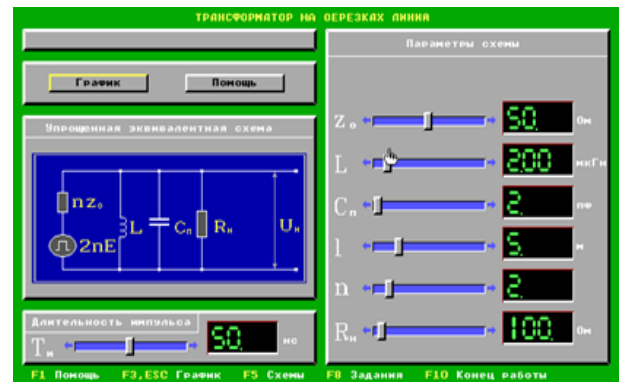 ТРАНСФОРМАТОР НА ОЕРЕЗКАХ ЛИНИИ
График
Помощь
Упрощенная эквивалентная схема
nz₀
2nE
L
Cп
Rн
Uн
Длительность импульса
Tи
50.
нс
Параметры схемы
Z₀
50.
Ом
L
200
мкГн
Cп
2.
пФ
l
5.
м
n
2.
Rн
100.
Ом
F1 Помощь F3,ESC График F5 Схемы F8 Задания F10 Конец работы